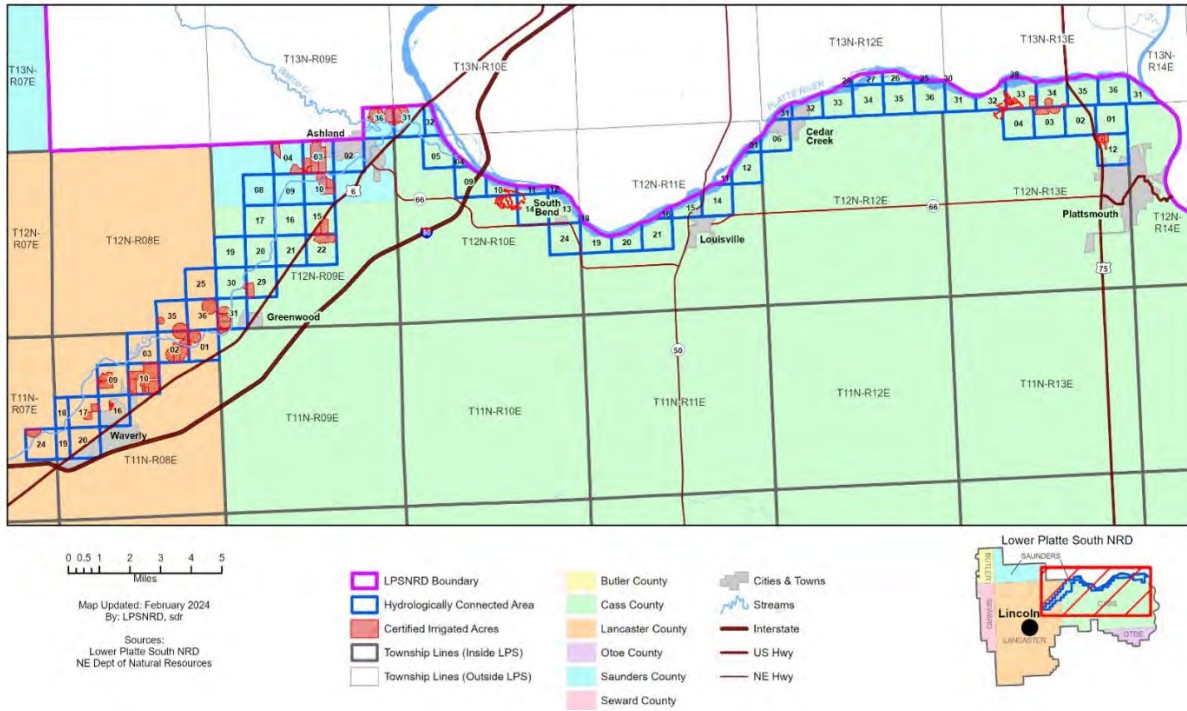 T13N-
R07E
T13N-R09E
T13N-R10E
T13N-R12E
T13N-R13E
T13N-
R14E
PLATTE RIVER
28 27 26 25 30 28
33 34 35 36 31
31 32 33 34 35 36 31 32
36 31 32
Ashland
Cedar
Creek
04 03 02 01
04 03 02 05 06
01
04
12
08 09 10 6 09 10 11 12 12
66
T12N-R11E
11
South
Bend
14 13 18
17 16 15
16 15 14
T12N-R13E
66
T12N-R12E
Plattsmouth
T12N-
R14E
T12N-
R07E
T12N-R08E
T12N-R10E
24 19 20 21
Louisville
19 20 21 22
75
T12N-R09E
25 30 29
Greenwood
35 36 31
50
03 02 01
09 10
T11N-
R07E
T11N-R09E
T11N-R10E
T11N-R11E
T11N-R12E
T11N-R13E
18 17 16
Waverly
24 19 20
T11N-R08E
0 0.5 1 2 3 4 5
Miles
Map Updated: February 2024
By: LPSNRD, sdr
Sources:
Lower Platte South NRD
NE Dept of Natural Resources
LPSNRD Boundary
Hydrologically Connected Area
Certified Irrigated Acres
Township Lines (Inside LPS)
Township Lines (Outside LPS)
Butler County
Cass County
Lancaster County
Otoe County
Saunders County
Seward County
Cities & Towns
Streams
Interstate
US Hwy
NE Hwy
Lower Platte South NRD
BUTLER
SAUNDERS
SEWARD
CASS
Lincoln
LANCASTER
OTOE